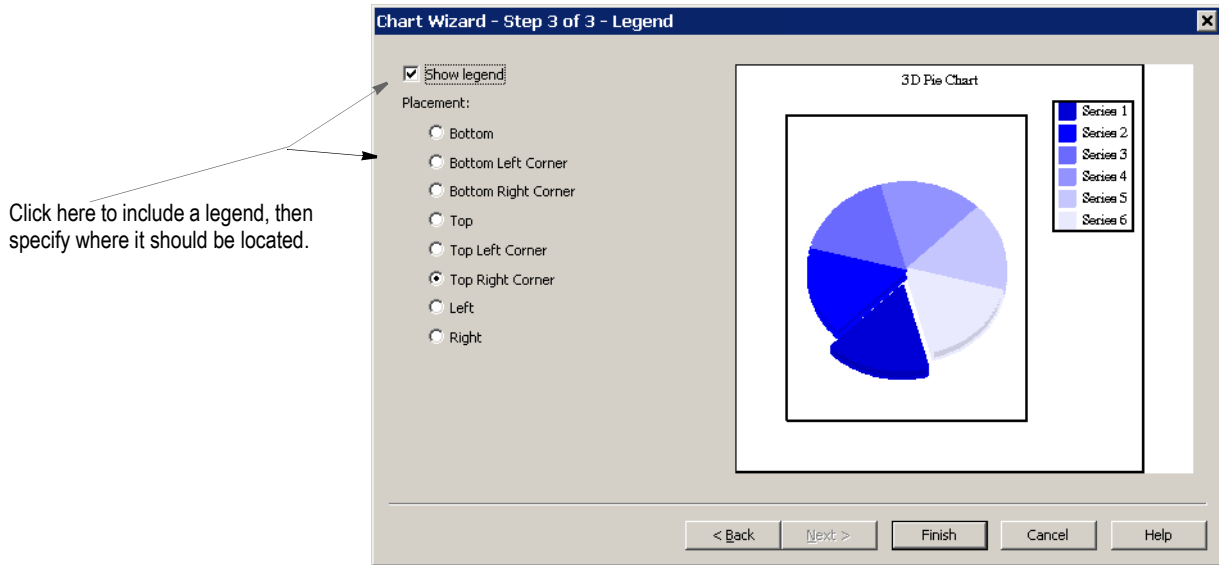 Chart Wizard - Step 3 of 3 - Legend
Show legend
Placement:
Bottom
Bottom Left Corner
Bottom Right Corner
Top
Top Left Corner
Top Right Corner
Left
Right
Click here to include a legend, then
specify where it should be located.
3D Pie Chart
Series 1
Series 2
Series 3
Series 4
Series 5
Series 6
< Back
Next >
Finish
Cancel
Help